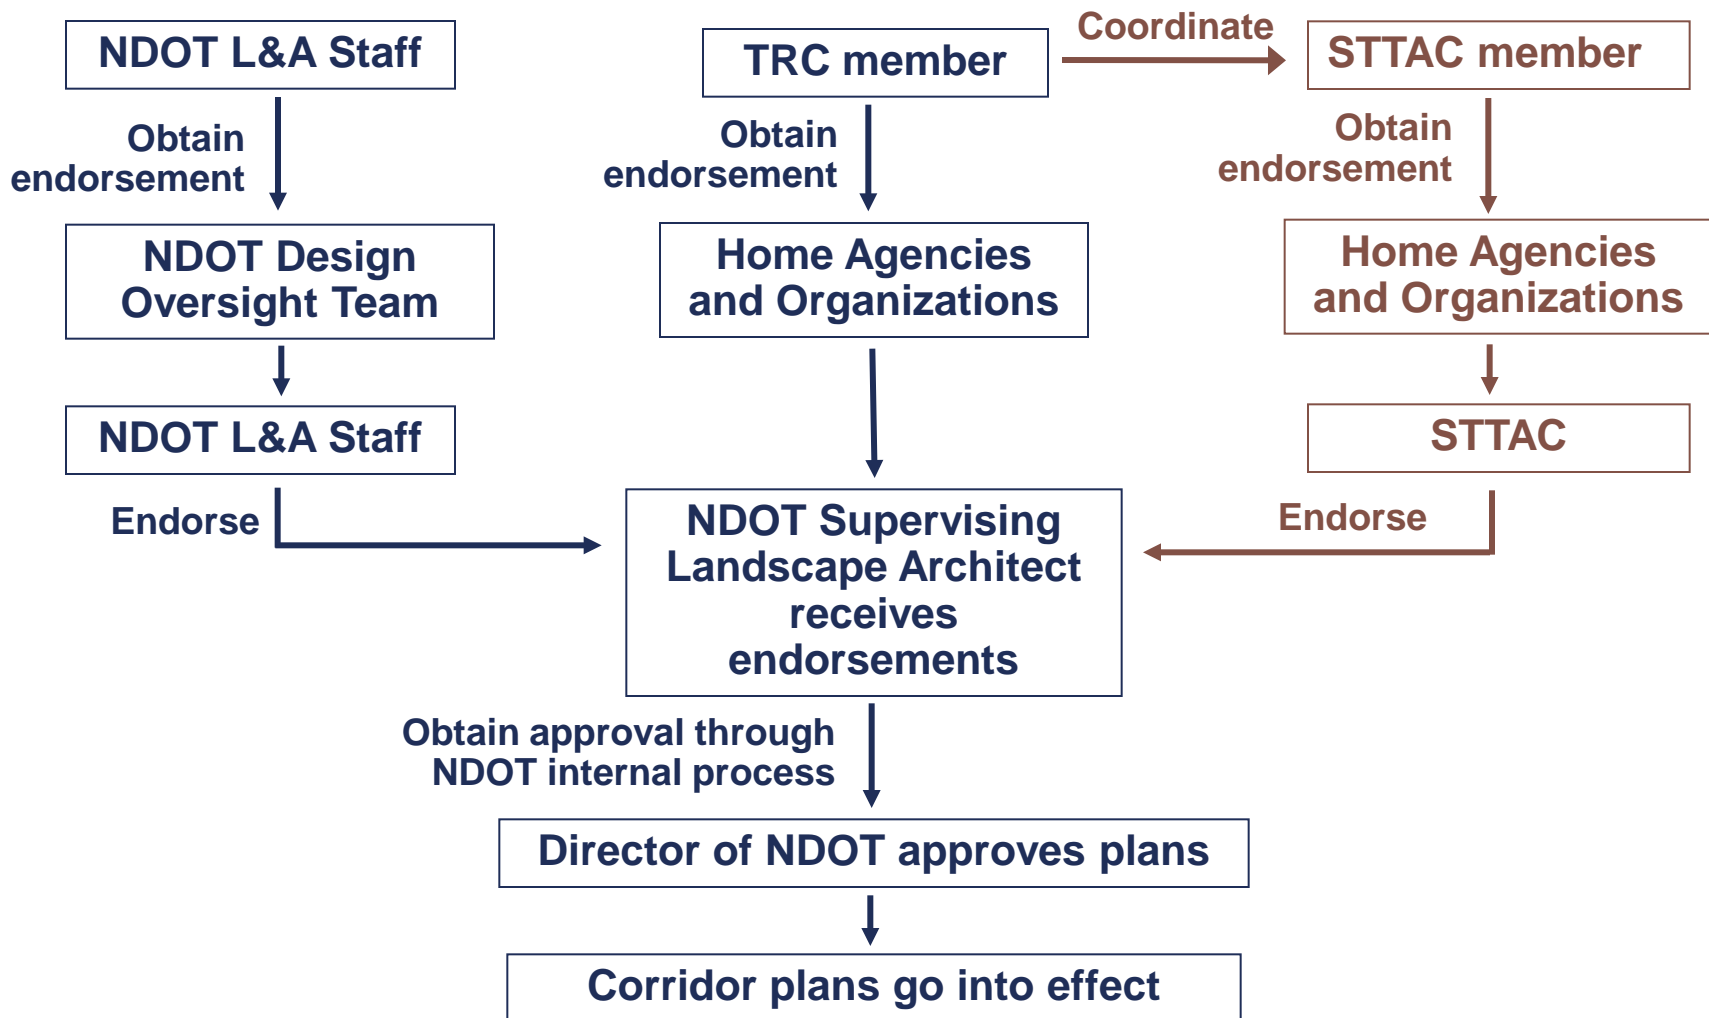 NDOT L&A Staff
TRC member
Coordinate
STTAC member
Obtain
endorsement
Obtain
endorsement
Obtain
endorsement
NDOT Design
Oversight Team
Home Agencies
and Organizations
Home Agencies
and Organizations
NDOT L&A Staff
STTAC
Endorse
NDOT Supervising
Landscape Architect
receives
endorsements
Endorse
Obtain approval through
NDOT internal process
Director of NDOT approves plans
Corridor plans go into effect